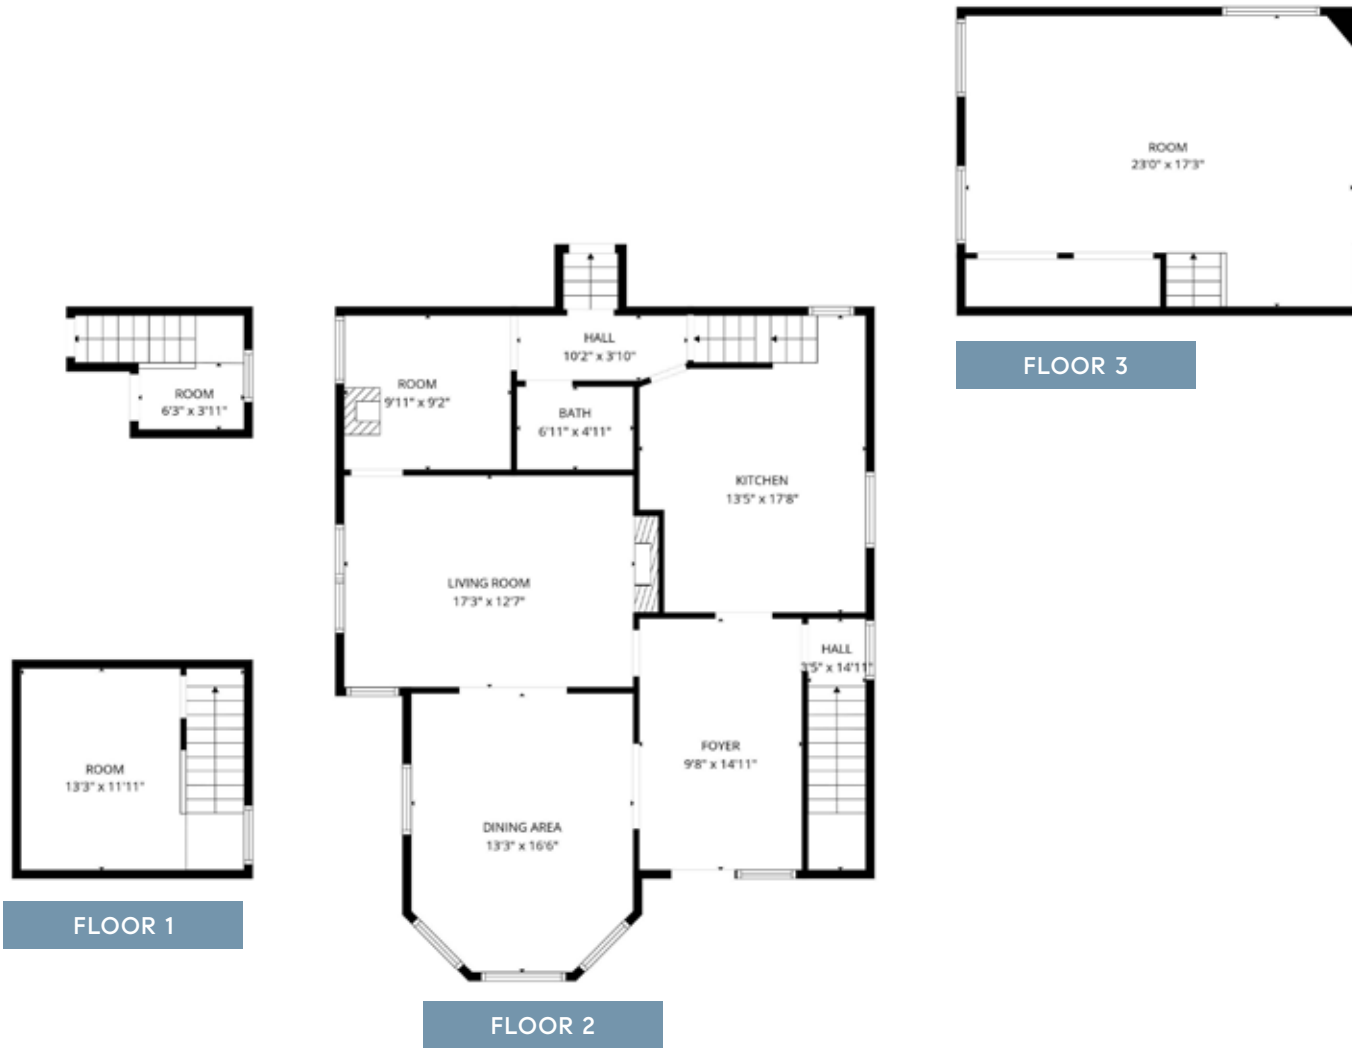 ROOM
6'3" x 3'11"
ROOM
13'3" x 11'11"
FLOOR 1
HALL
10'2" x 3'10"
ROOM
9'11" x 9'2"
BATH
6'11" x 4'11"
KITCHEN
13'5" x 17'8"
LIVING ROOM
17'3" x 12'7"
HALL
3'5" x 14'11"
FOYER
9'8" x 14'11"
DINING AREA
13'3" x 16'6"
FLOOR 2
ROOM
23'0" x 17'3"
FLOOR 3